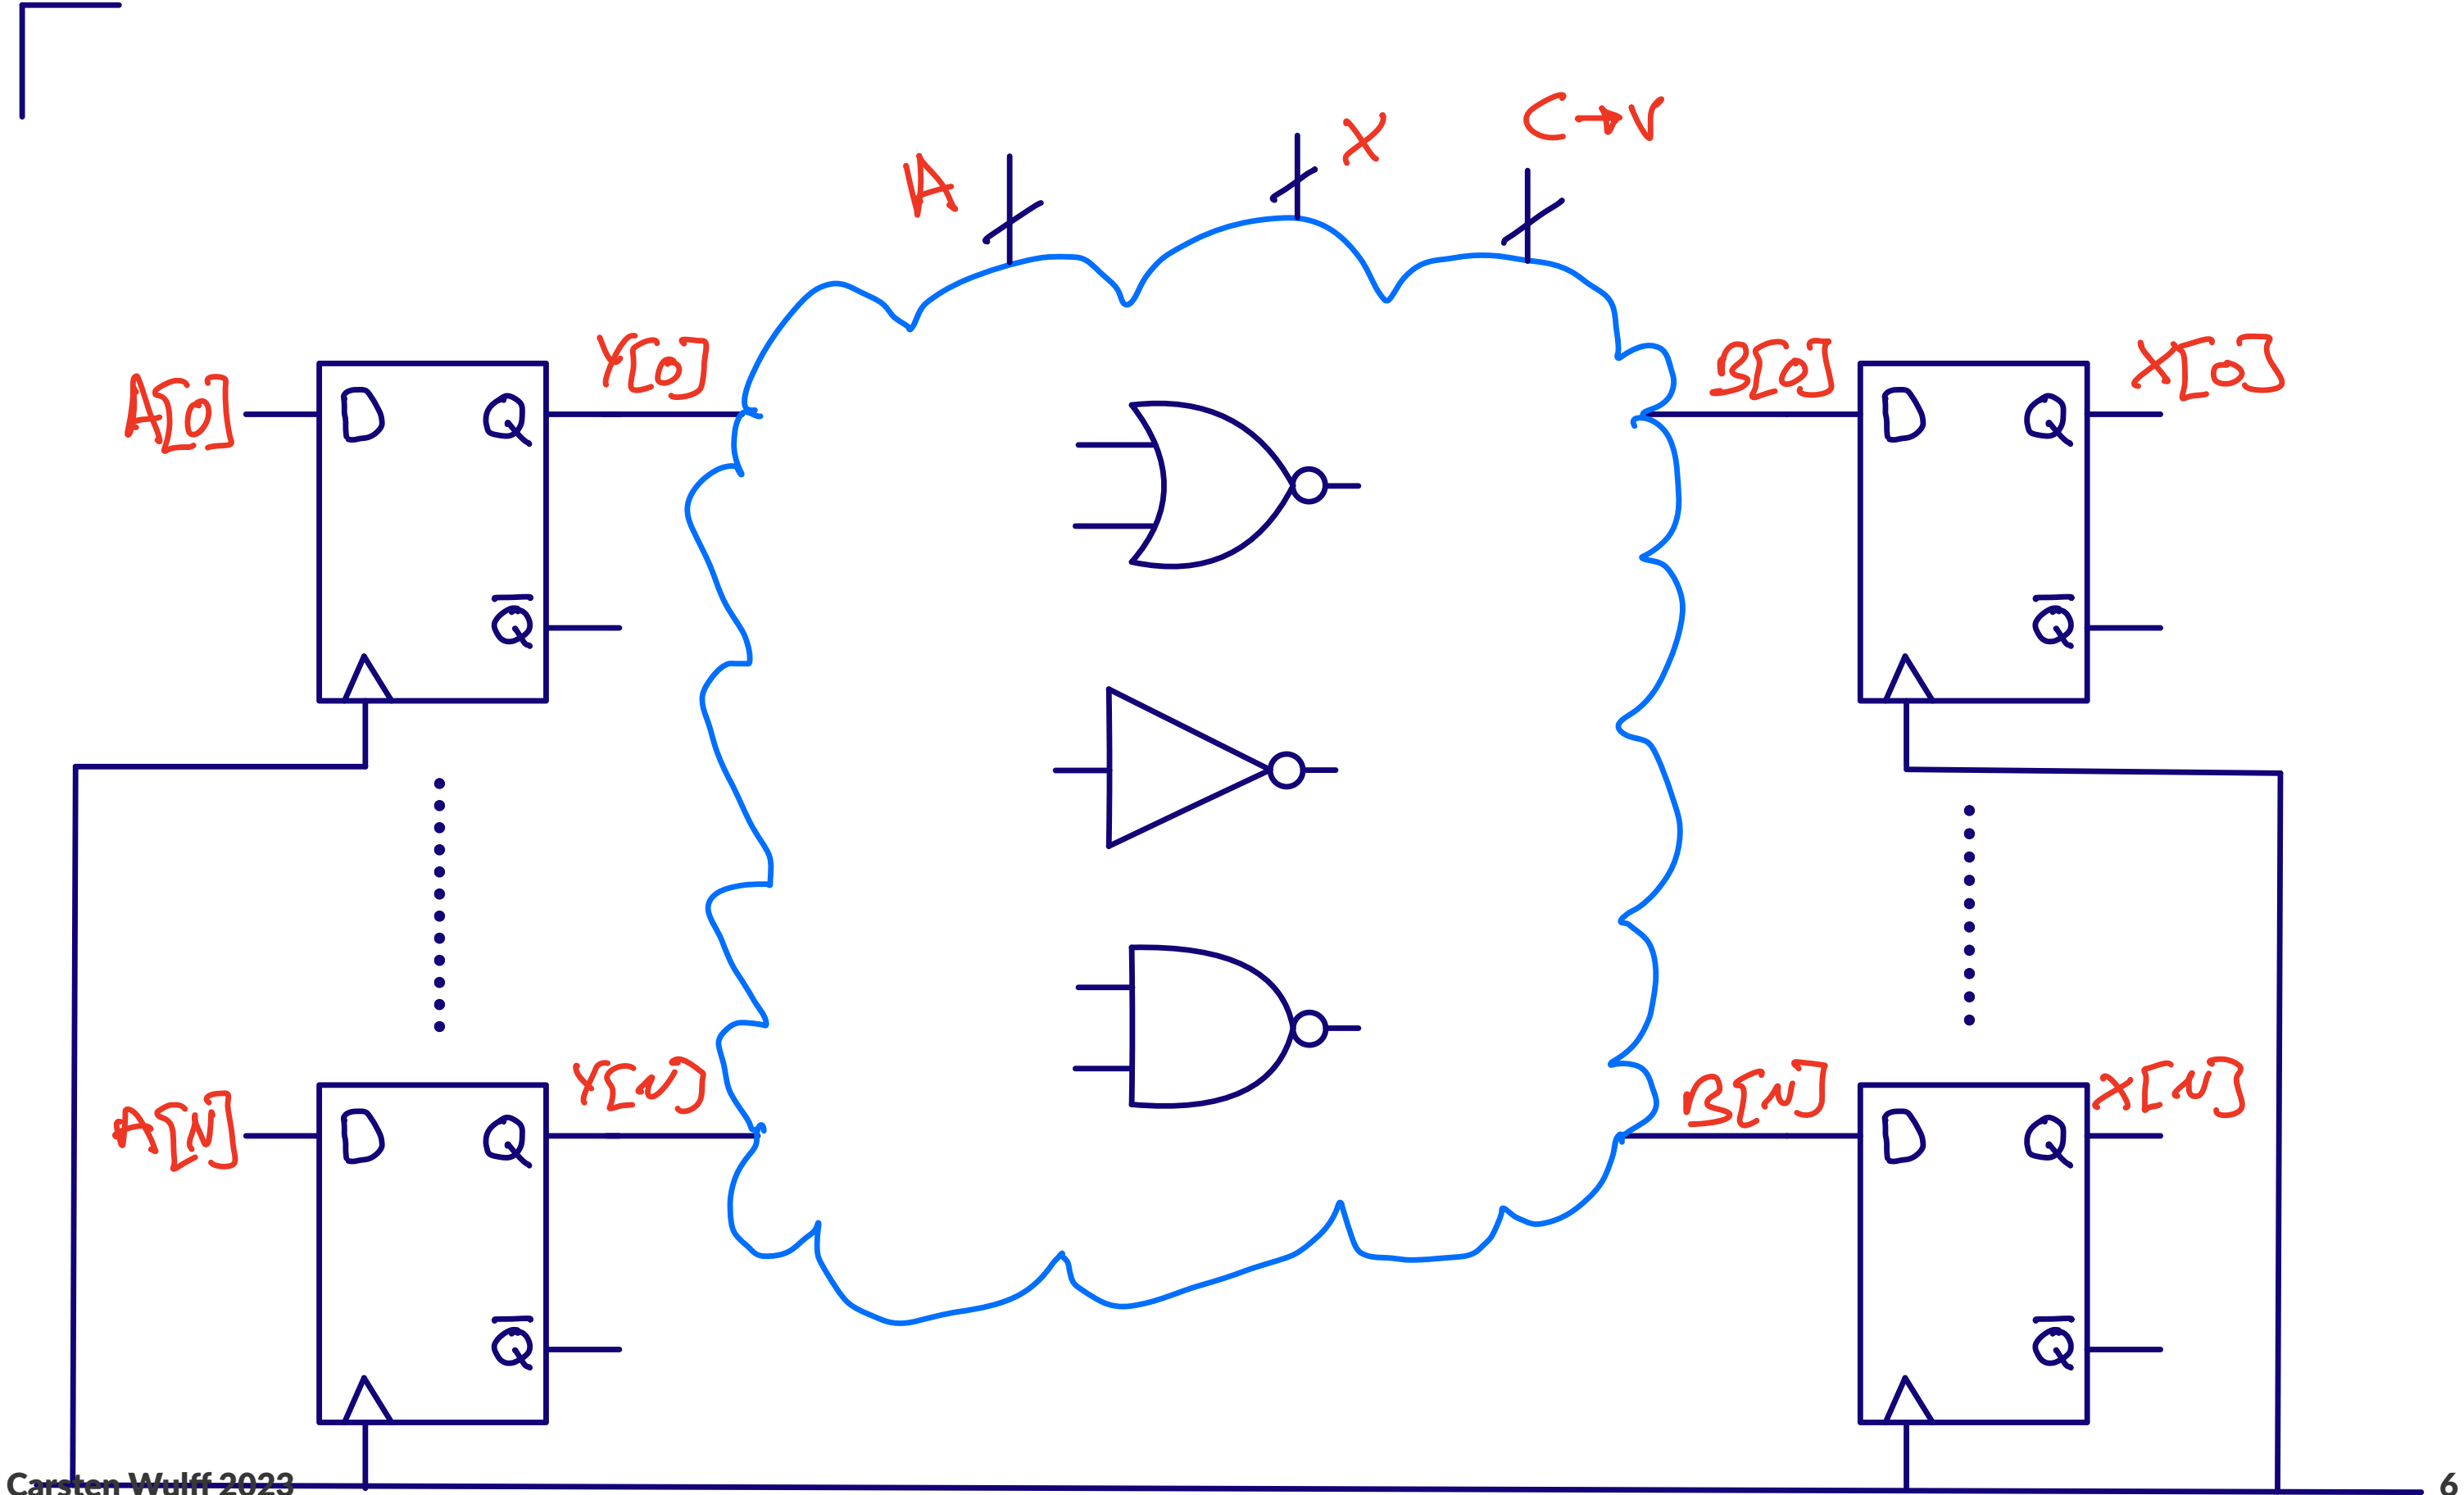 A
X
C → V
A[0]
D
Q
Y[0]
B[0]
D
Q
X[0]
Q̅
Q̅
A[N]
D
Q
Y[N]
B[N]
D
Q
X[N]
Q̅
Q̅
Carsten Wulff 2023
6